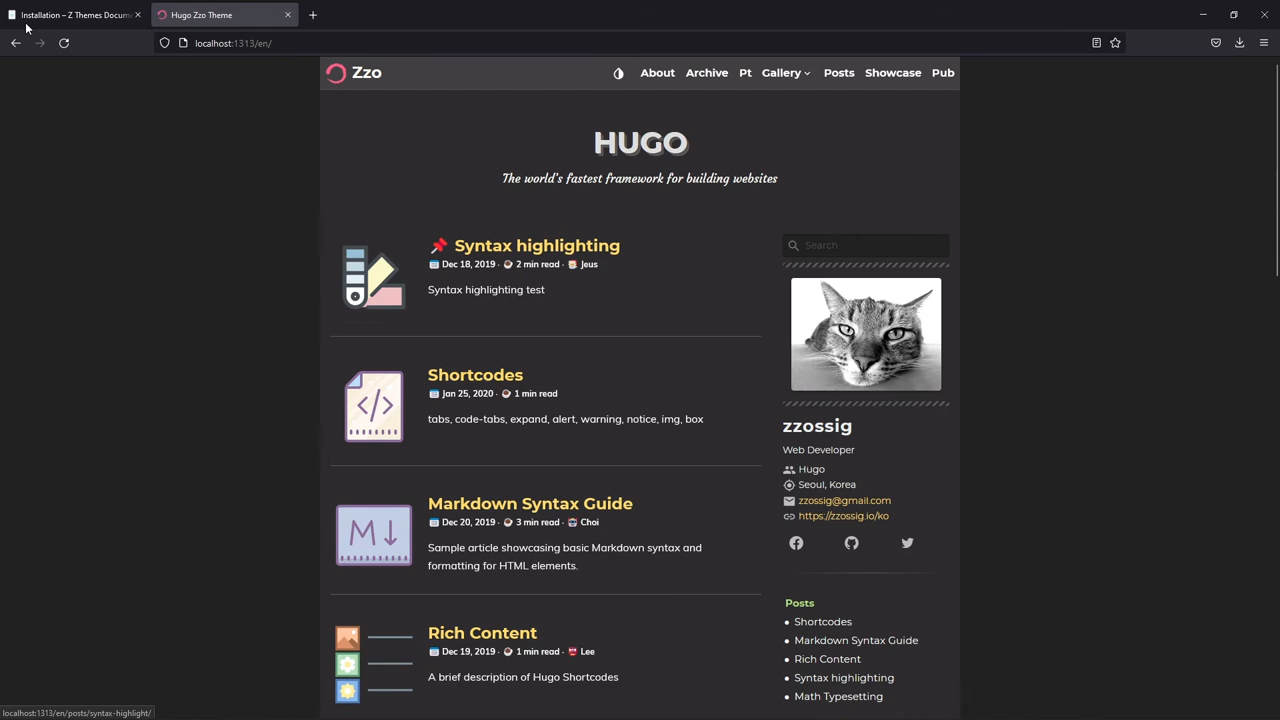 Installation – Z Themes Docum
Hugo Zzo Theme
localhost:1313/en/
Zzo
About
Archive
Pt
Gallery
Posts
Showcase
Pub
HUGO
The world's fastest framework for building websites
Syntax highlighting
Dec 18, 2019 · 2 min read · Jeus
Syntax highlighting test
Shortcodes
Jan 25, 2020 · 1 min read
tabs, code-tabs, expand, alert, warning, notice, img, box
Markdown Syntax Guide
Dec 20, 2019 · 3 min read · Choi
Sample article showcasing basic Markdown syntax and
formatting for HTML elements.
M↓
Rich Content
Dec 19, 2019 · 1 min read · Lee
A brief description of Hugo Shortcodes
Search
zzossig
Web Developer
Hugo
Seoul, Korea
zzossig@gmail.com
https://zzossig.io/ko
Posts
Shortcodes
Markdown Syntax Guide
Rich Content
Syntax highlighting
Math Typesetting
localhost:1313/en/posts/syntax-highlight/